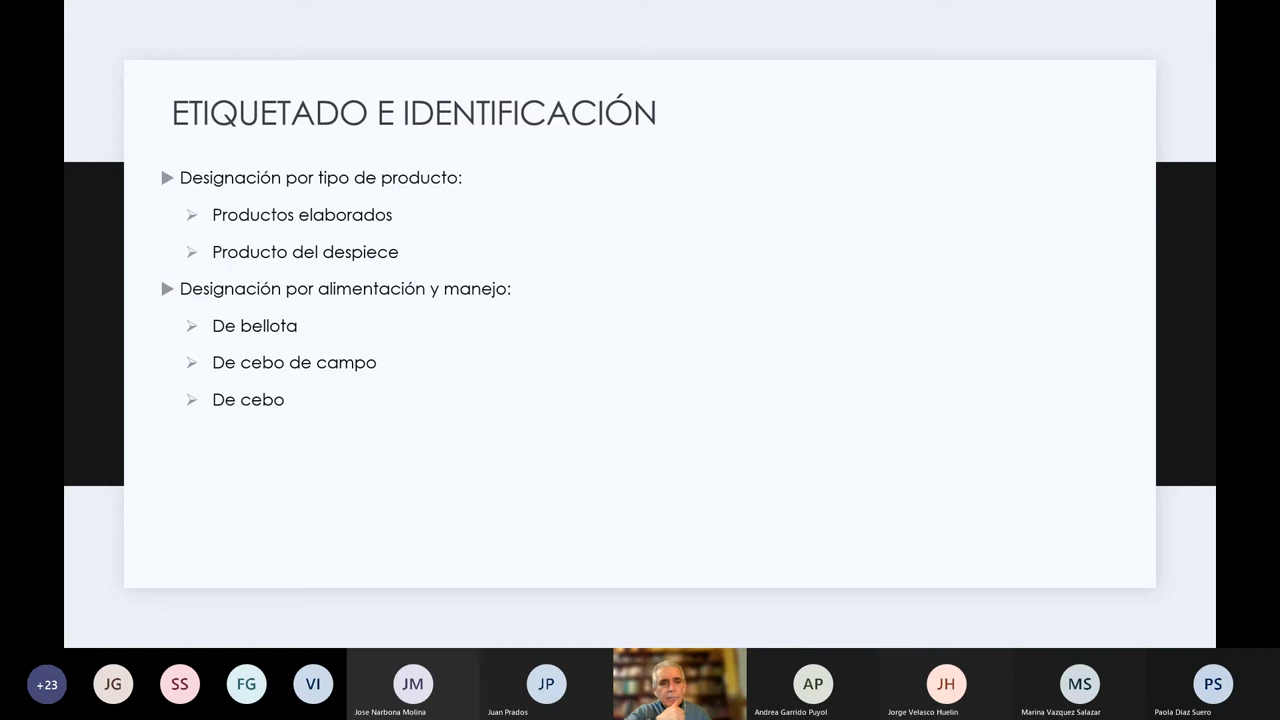 ETIQUETADO E IDENTIFICACIÓN
Designación por tipo de producto:
Productos elaborados
Producto del despiece
Designación por alimentación y manejo:
De bellota
De cebo de campo
De cebo
+23
JG
SS
FG
VI
JM
JP
AP
JH
MS
PS
Jose Narbona Molina
Juan Prados
Andrea Garrido Puyol
Jorge Velasco Huelin
Marina Vazquez Salazar
Paola Díaz Suero